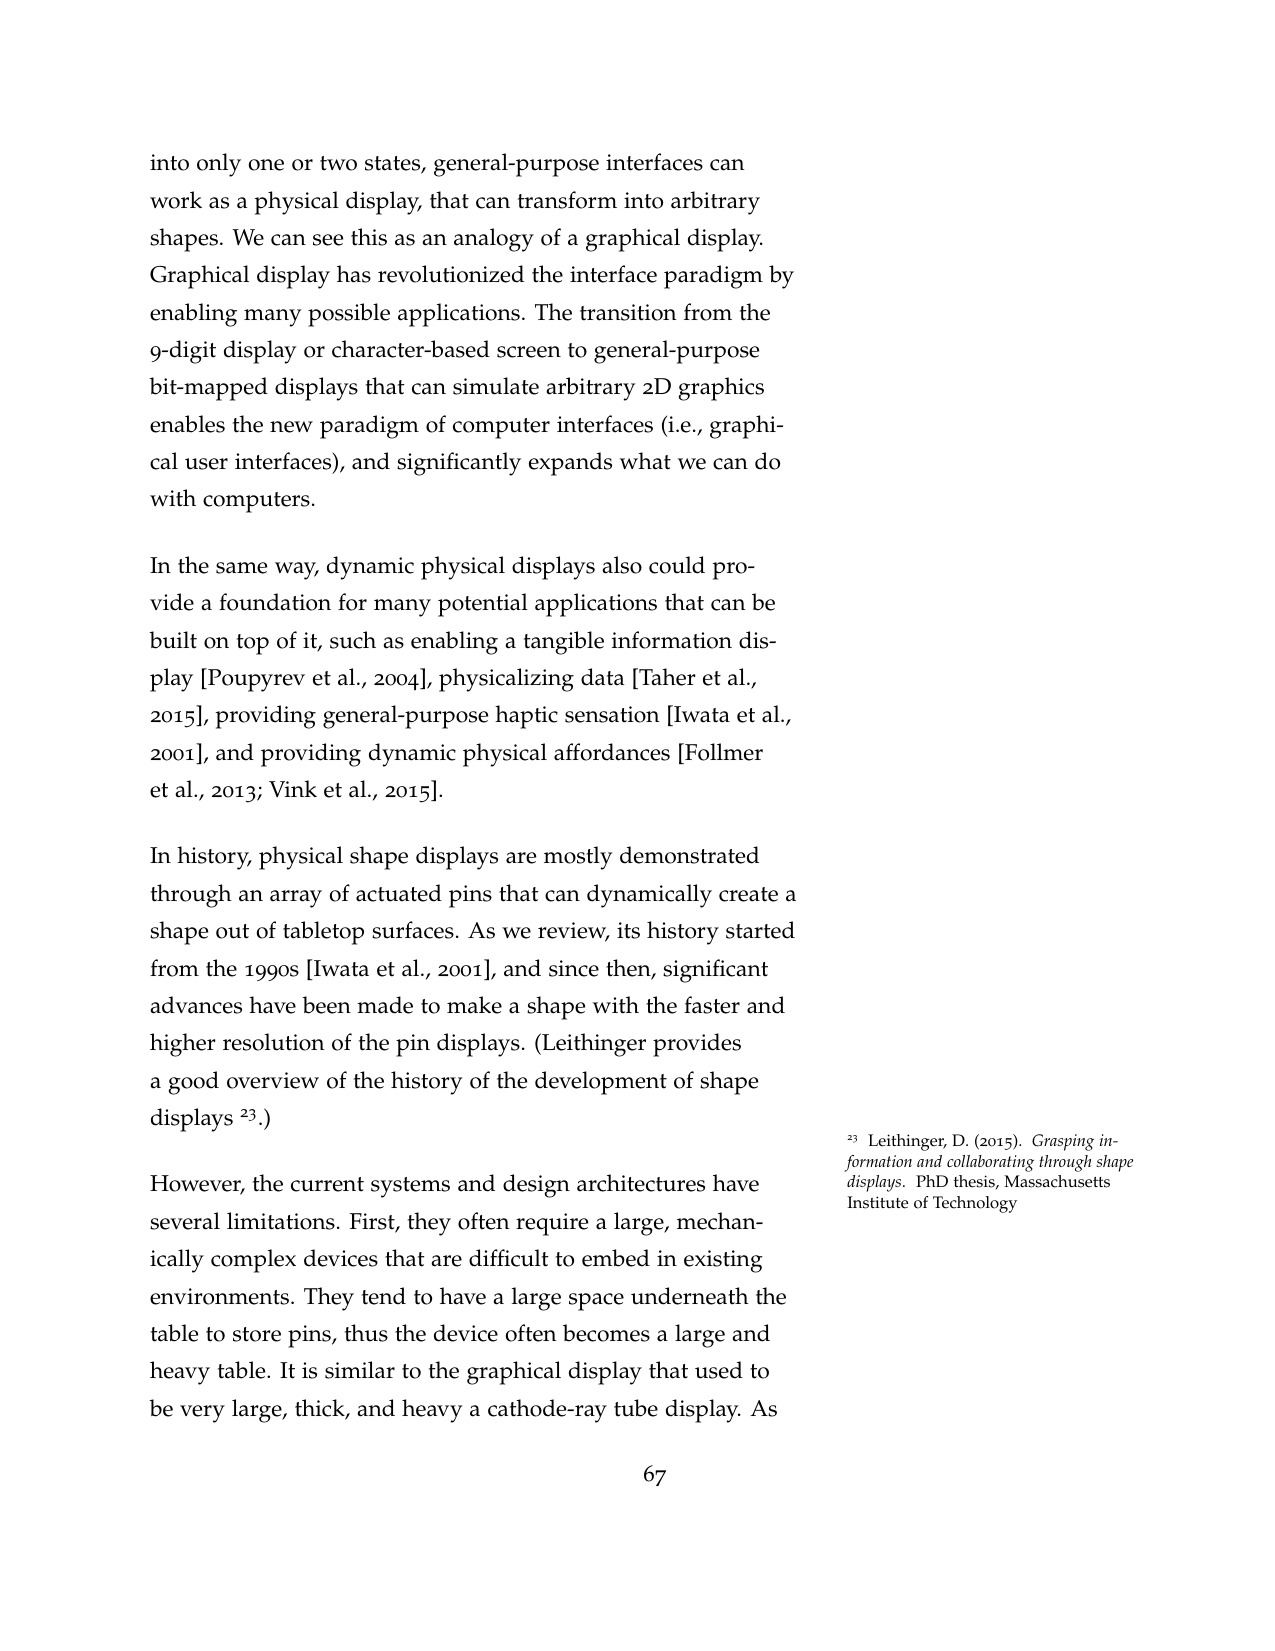 into only one or two states, general-purpose interfaces can
work as a physical display, that can transform into arbitrary
shapes. We can see this as an analogy of a graphical display.
Graphical display has revolutionized the interface paradigm by
enabling many possible applications. The transition from the
9-digit display or character-based screen to general-purpose
bit-mapped displays that can simulate arbitrary 2D graphics
enables the new paradigm of computer interfaces (i.e., graphi-
cal user interfaces), and significantly expands what we can do
with computers.
In the same way, dynamic physical displays also could pro-
vide a foundation for many potential applications that can be
built on top of it, such as enabling a tangible information dis-
play [Poupyrev et al., 2004], physicalizing data [Taher et al.,
2015], providing general-purpose haptic sensation [Iwata et al.,
2001], and providing dynamic physical affordances [Follmer
et al., 2013; Vink et al., 2015].
In history, physical shape displays are mostly demonstrated
through an array of actuated pins that can dynamically create a
shape out of tabletop surfaces. As we review, its history started
from the 1990s [Iwata et al., 2001], and since then, significant
advances have been made to make a shape with the faster and
higher resolution of the pin displays. (Leithinger provides
a good overview of the history of the development of shape
displays 23.)
23 Leithinger, D. (2015). Grasping in-
formation and collaborating through shape
displays. PhD thesis, Massachusetts
Institute of Technology
However, the current systems and design architectures have
several limitations. First, they often require a large, mechan-
ically complex devices that are difficult to embed in existing
environments. They tend to have a large space underneath the
table to store pins, thus the device often becomes a large and
heavy table. It is similar to the graphical display that used to
be very large, thick, and heavy a cathode-ray tube display. As
67